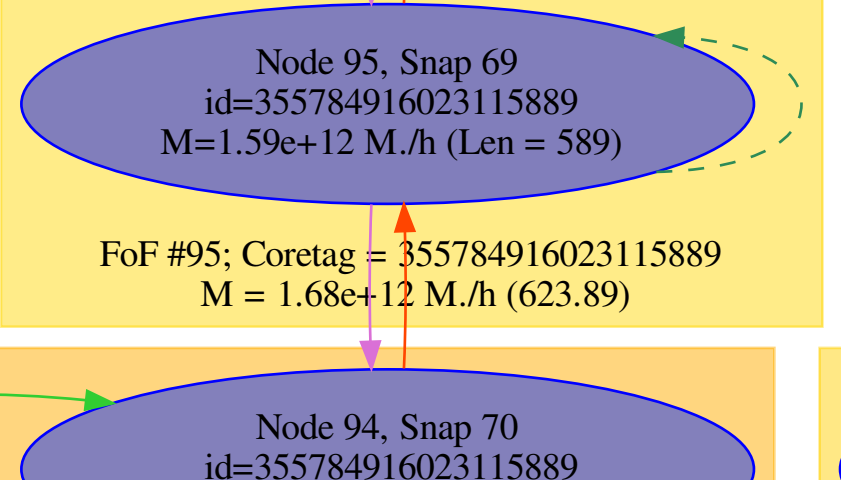 Node 95, Snap 69
id=355784916023115889
M=1.59e+12 M./h (Len = 589)
FoF #95; Coretag = 355784916023115889
M = 1.68e+12 M./h (623.89)
Node 94, Snap 70
id=355784916023115889